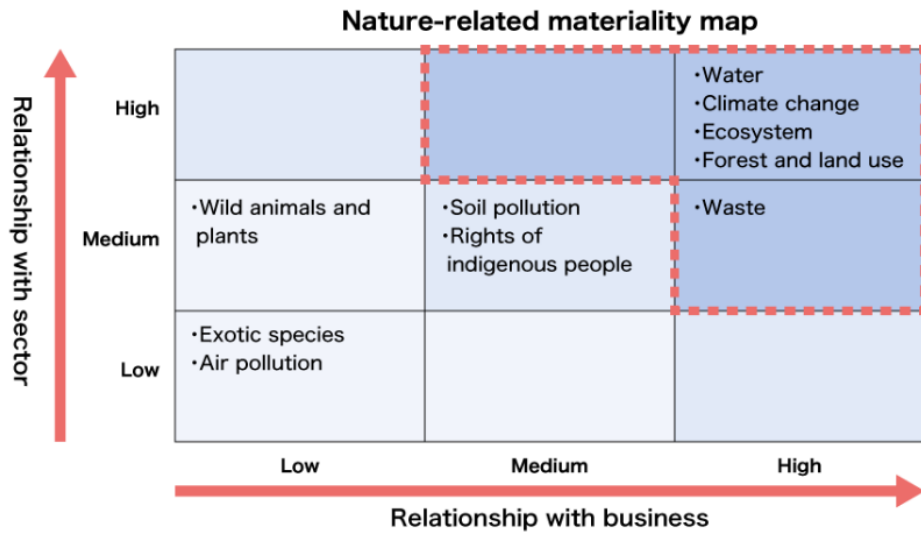 Nature-related materiality map
Relationship with sector
High
・Water
・Climate change
・Ecosystem
・Forest and land use
Medium
・Wild animals and
plants
・Soil pollution
・Rights of
indigenous people
・Waste
Low
・Exotic species
・Air pollution
Low
Medium
High
Relationship with business